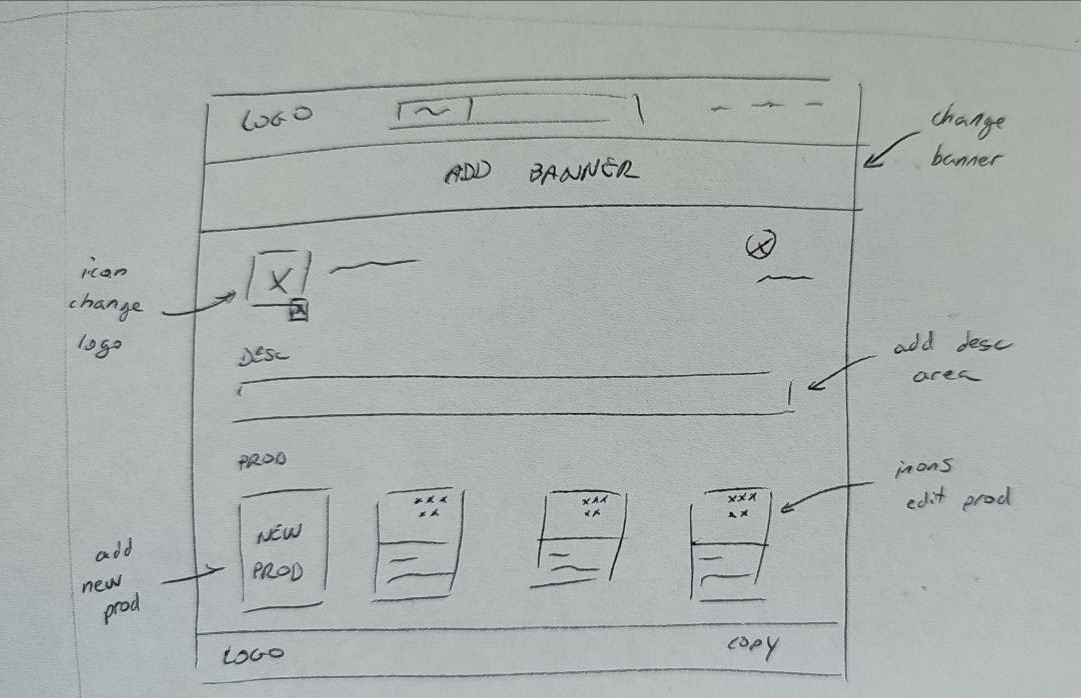 LOGO
change
banner
ADD BANNER
icon
change
logo
DESC
add desc
area
PROD
icons
edit prod
NEW
PROD
add
new
prod
LOGO
COPY